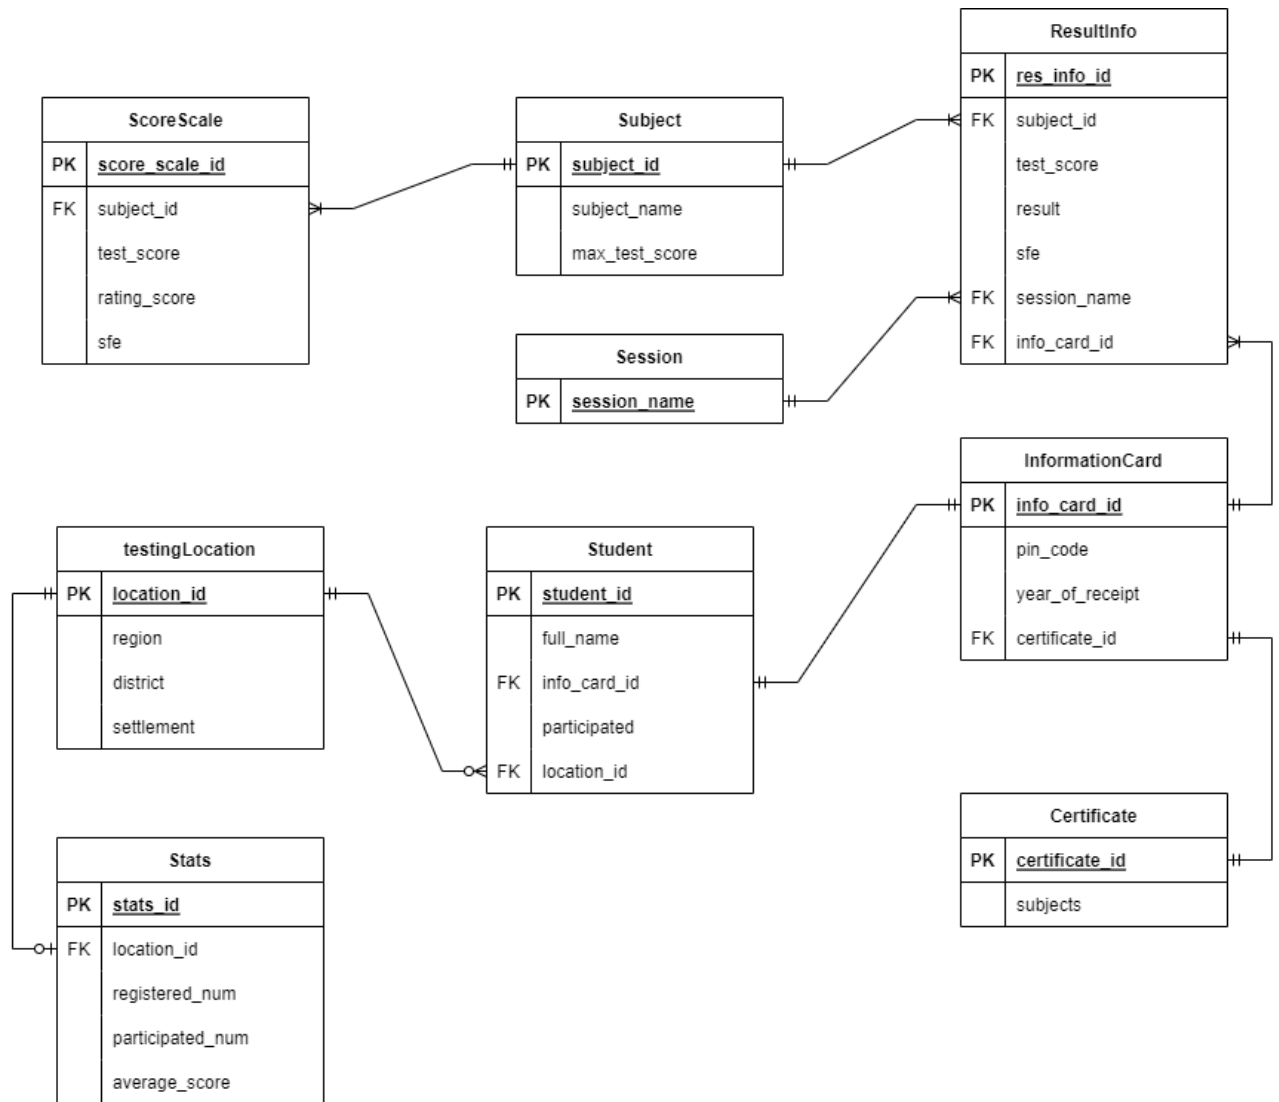 ResultInfo
PK res_info_id
FK subject_id
test_score
result
sfe
FK session_name
FK info_card_id
ScoreScale
PK score_scale_id
FK subject_id
test_score
rating_score
sfe
Subject
PK subject_id
subject_name
max_test_score
Session
PK session_name
InformationCard
PK info_card_id
pin_code
year_of_receipt
FK certificate_id
testingLocation
PK location_id
region
district
settlement
Student
PK student_id
full_name
FK info_card_id
participated
FK location_id
Certificate
PK certificate_id
subjects
Stats
PK stats_id
FK location_id
registered_num
participated_num
average_score